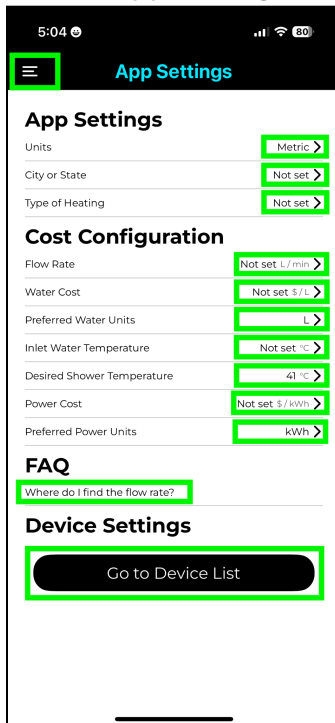 5:04
80
App Settings
App Settings
Units Metric
City or State Not set
Type of Heating Not set
Cost Configuration
Flow Rate Not set L / min
Water Cost Not set $ / L
Preferred Water Units L
Inlet Water Temperature Not set °C
Desired Shower Temperature 41 °C
Power Cost Not set $ / kWh
Preferred Power Units kWh
FAQ
Where do I find the flow rate?
Device Settings
Go to Device List